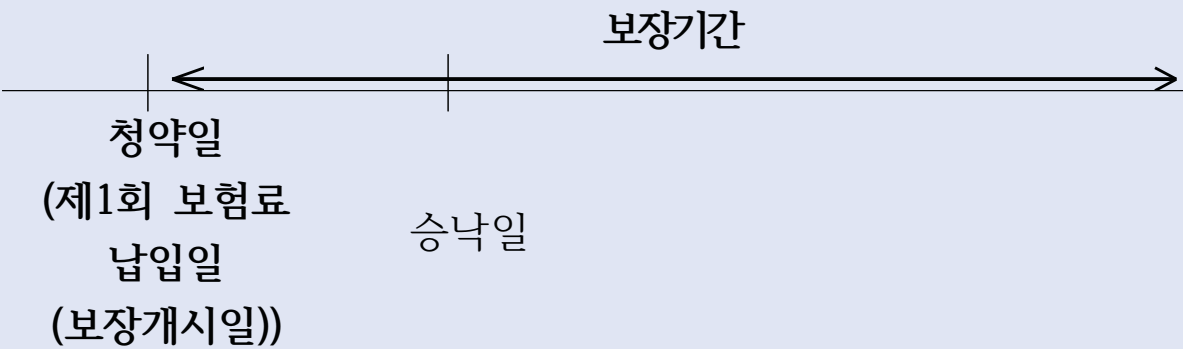 보장기간
청약일
(제1회 보험료
납입일
(보장개시일))
승낙일